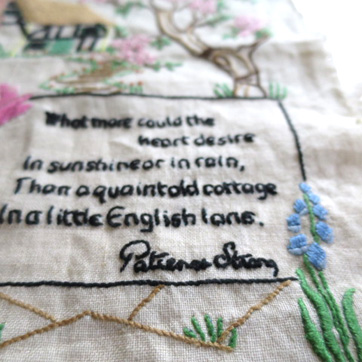 What more could the
heart desire
In sunshine or in rain,
Than a quaint old cottage
In a little English lane.
Patience Strong